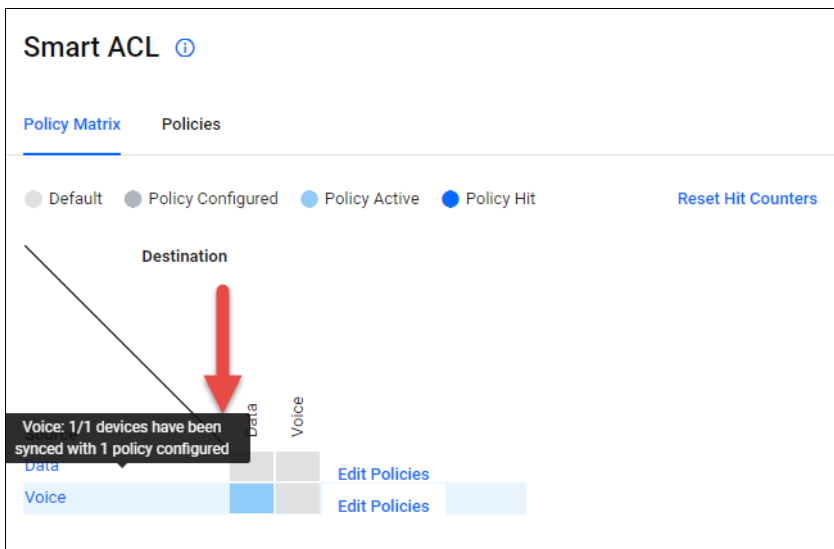 Smart ACL
Policy Matrix Policies
Default Policy Configured Policy Active Policy Hit Reset Hit Counters
Destination
Data Voice
Voice: 1/1 devices have been
synced with 1 policy configured
Source
Data Edit Policies
Voice Edit Policies